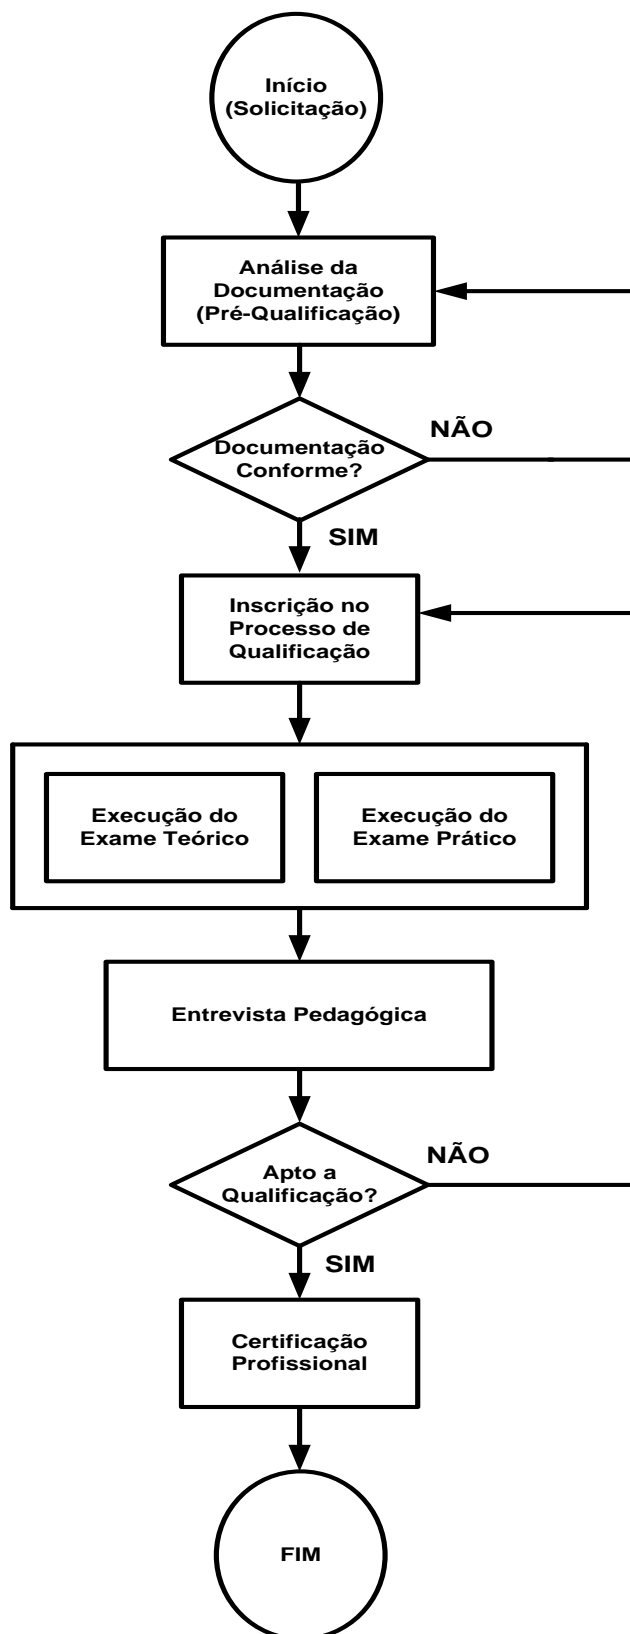 Início
(Solicitação)
Análise da
Documentação
(Pré-Qualificação)
Documentação
Conforme?
NÃO
SIM
Inscrição no
Processo de
Qualificação
Execução do
Exame Teórico
Execução do
Exame Prático
Entrevista Pedagógica
Apto a
Qualificação?
NÃO
SIM
Certificação
Profissional
FIM